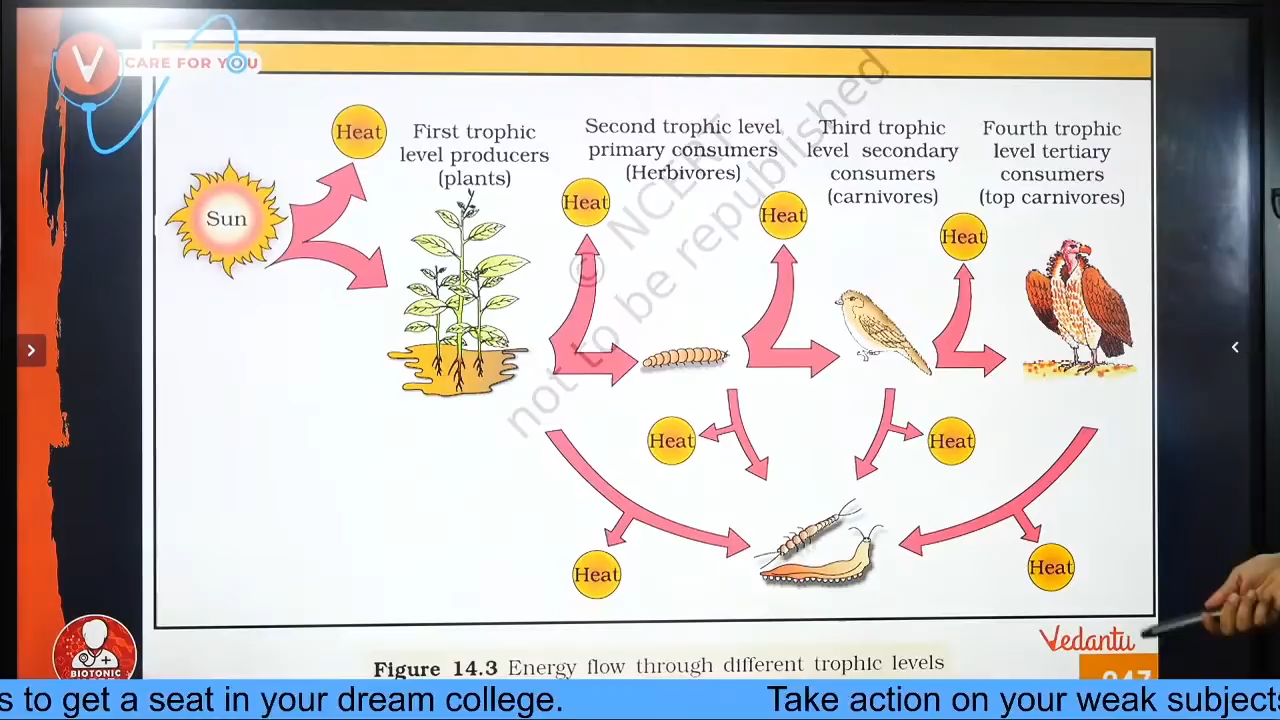 V
CARE FOR YOU
Heat
First trophic
level producers
(plants)
Second trophic level
primary consumers
(Herbivores)
Third trophic
level secondary
consumers
(carnivores)
Fourth trophic
level tertiary
consumers
(top carnivores)
Sun
Heat
Heat
Heat
© NCERT
not to be republished
Heat
Heat
Heat
Heat
Vedantu
BIOTONIC
Figure 14.3 Energy flow through different trophic levels
s to get a seat in your dream college.
Take action on your weak subjects